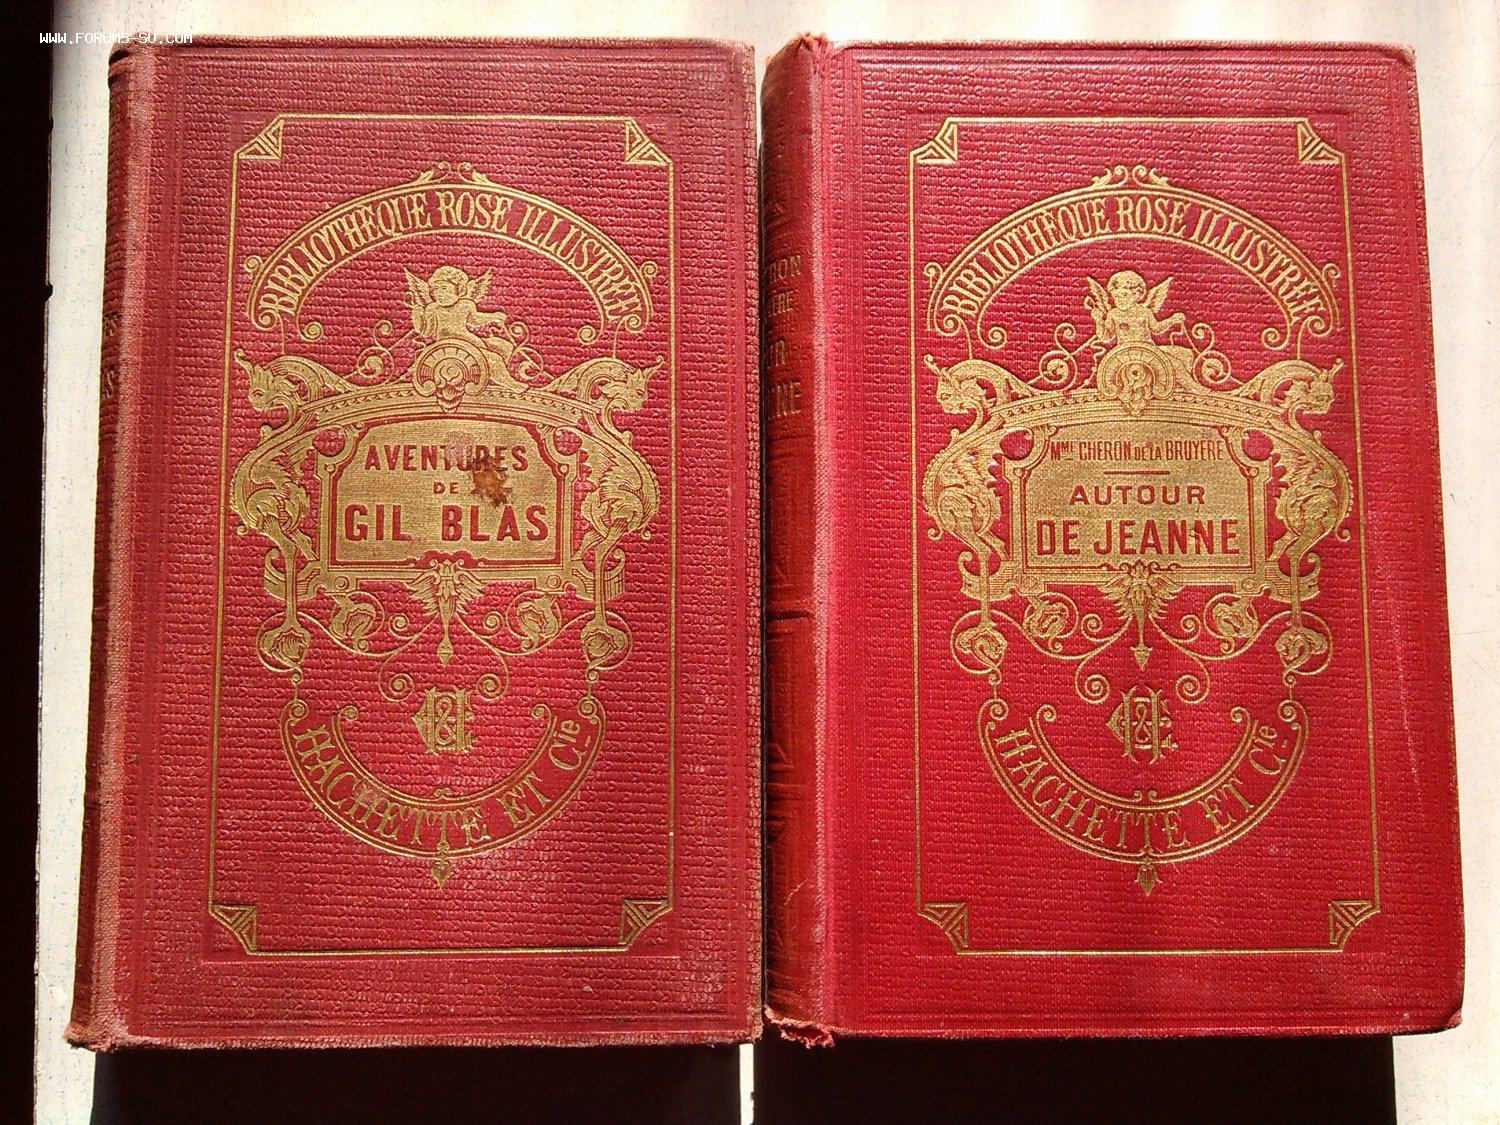 WWW.FORUMS-SU.COM
BIBLIOTHEQUE ROSE ILLUSTRÉE
AVENTURES
DE
GIL BLAS
H&C
HACHETTE ET Cie
BIBLIOTHÈQUE ROSE ILLUSTRÉE
MME CHERON DE LA BRUYÈRE
AUTOUR
DE JEANNE
H&C
HACHETTE ET Cie